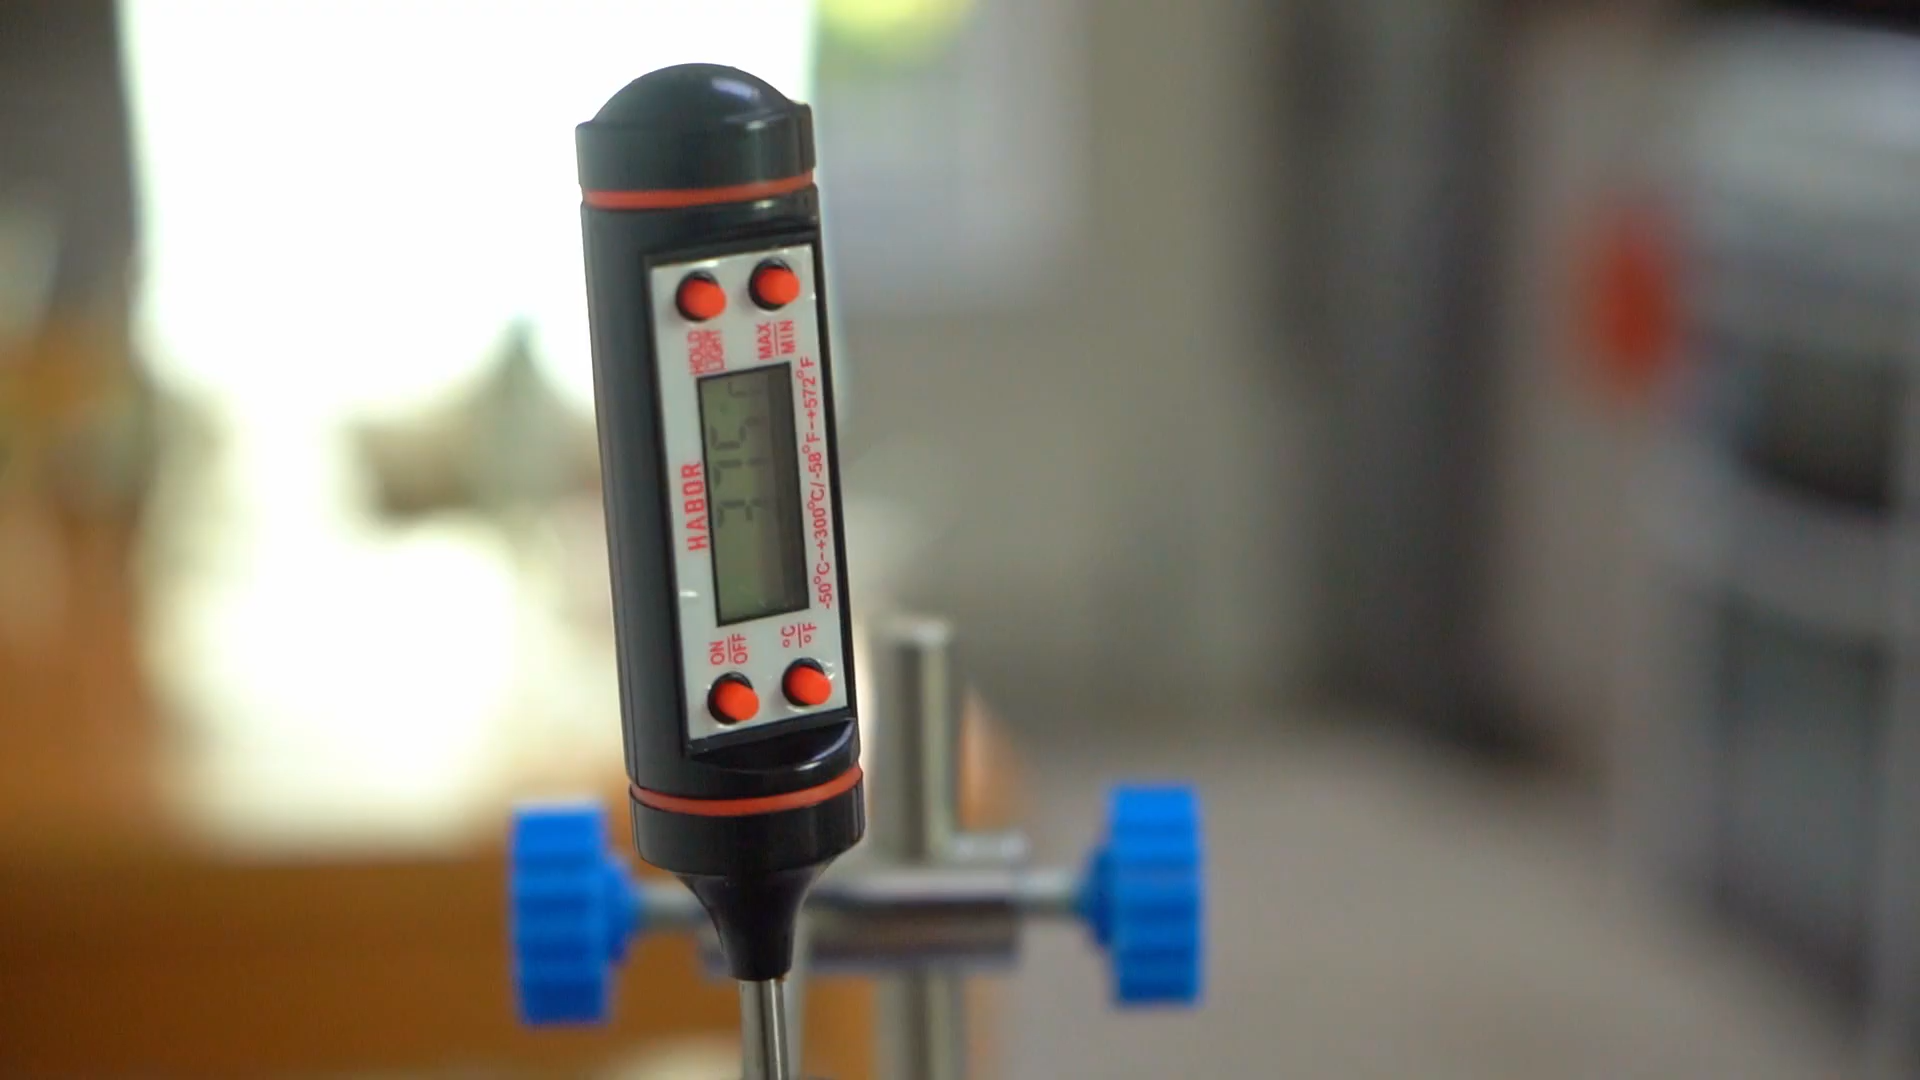 HOLD
LIGHT
MAX
MIN
HABOR
-50°C~+300°C/-58°F~+572°F
ON
OFF
°C
°F